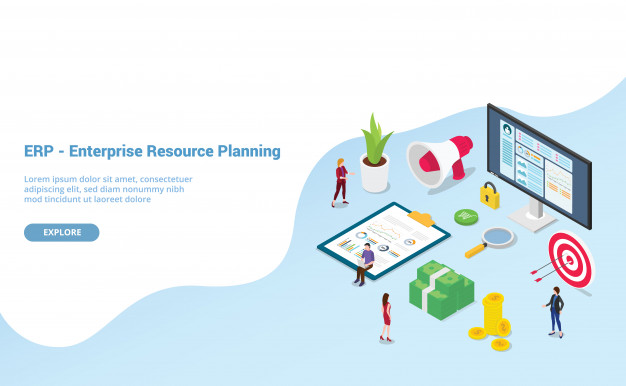 ERP - Enterprise Resource Planning
Lorem ipsum dolor sit amet, consectetuer
adipiscing elit, sed diam nonummy nibh
mod tincidunt ut laoreet dolore
EXPLORE